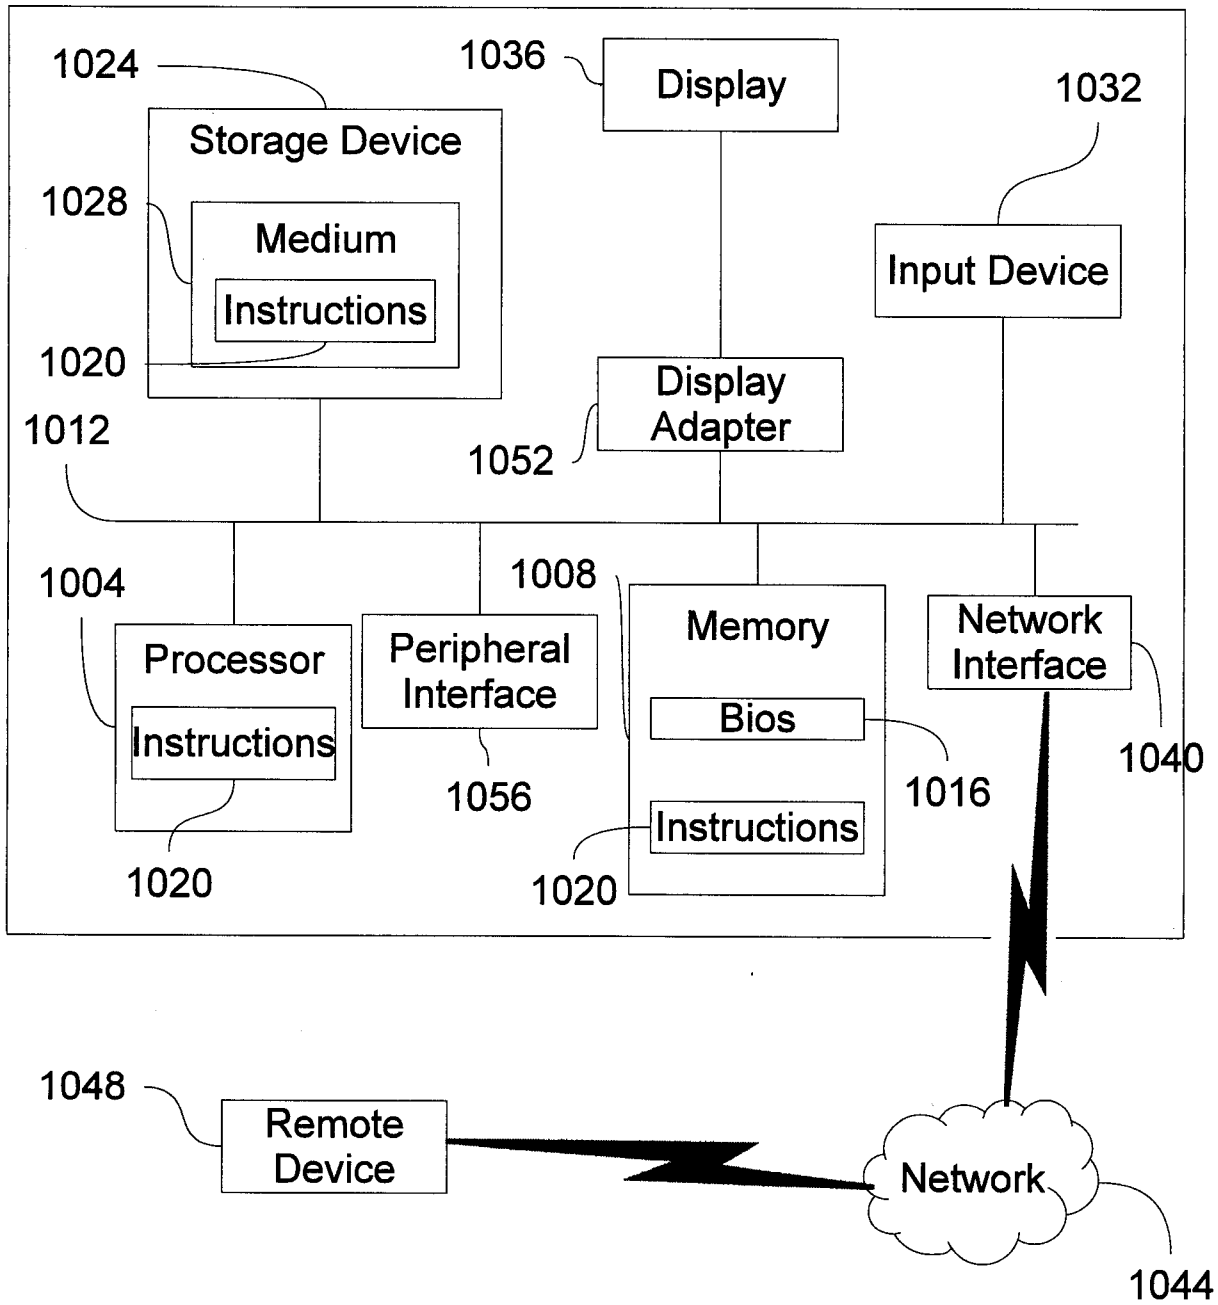 1024
1036
Display
1032
Storage Device
1028
Medium
Instructions
Input Device
1020
Display
Adapter
1012
1052
1004
1008
Processor
Instructions
Peripheral
Interface
Memory
Bios
Network
Interface
1056
1016
1040
Instructions
1020
1020
1048
Remote
Device
Network
1044